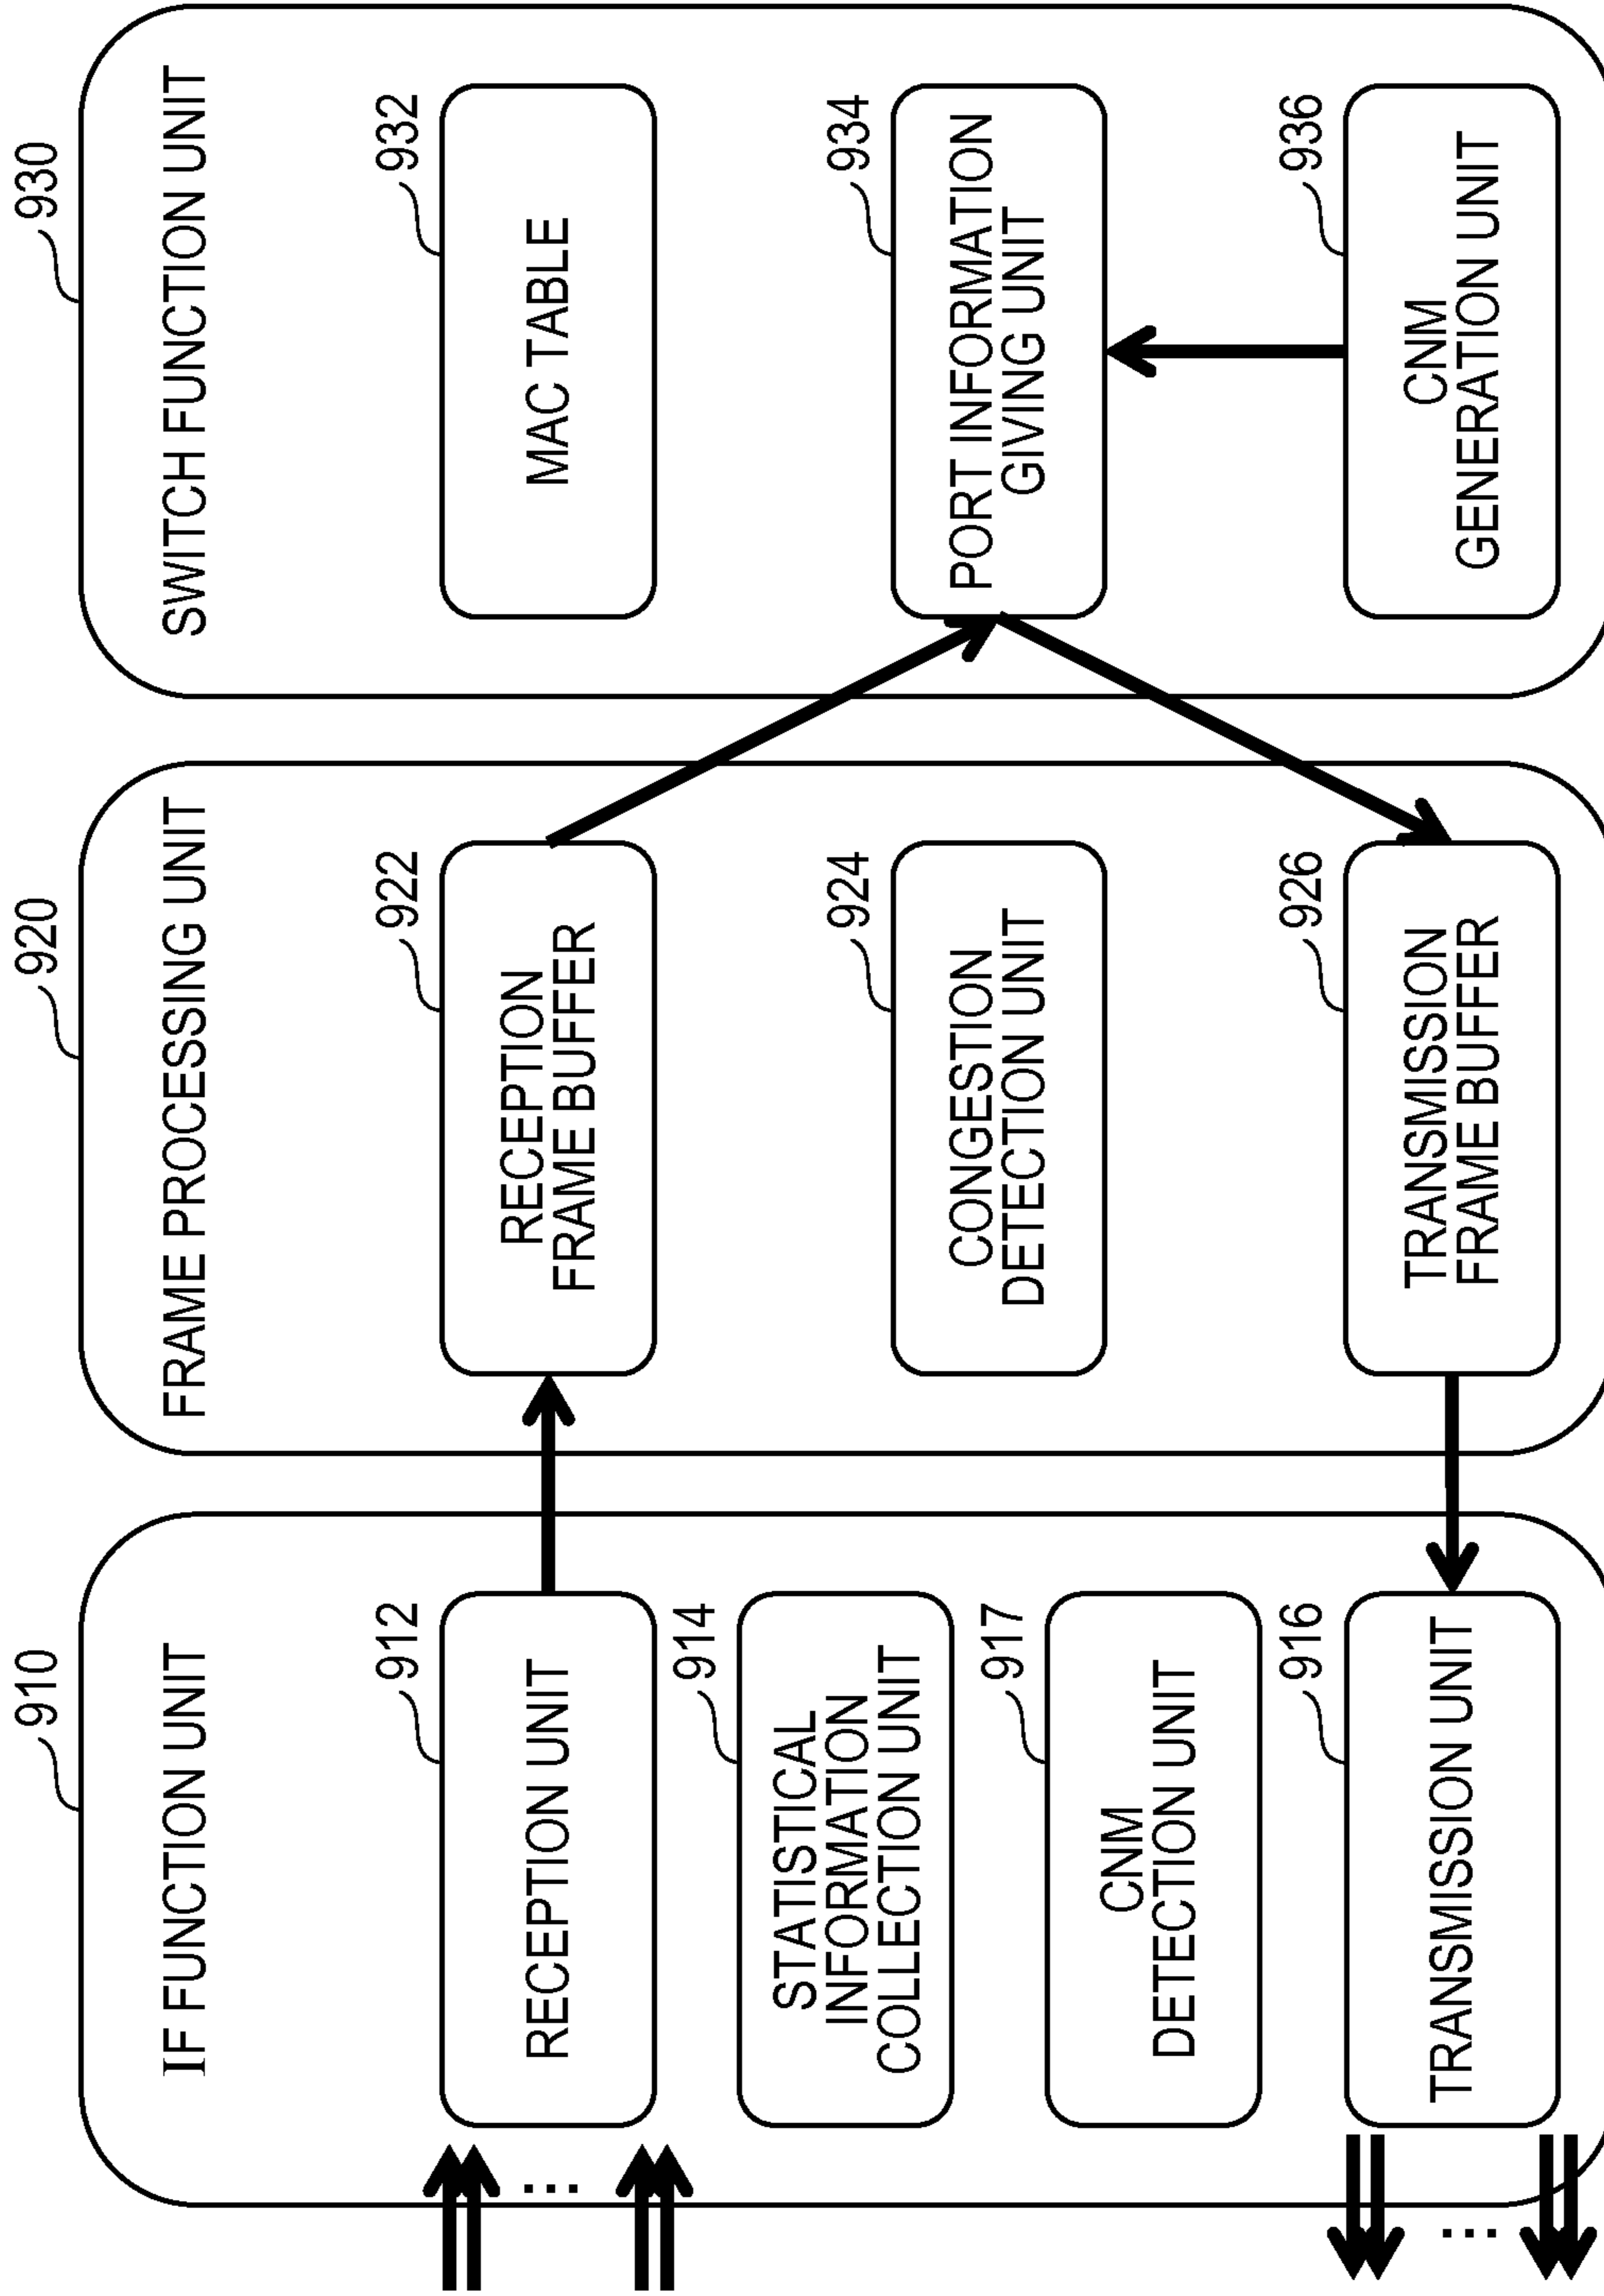 910
IF FUNCTION UNIT
912
RECEPTION UNIT
914
STATISTICAL
INFORMATION
COLLECTION UNIT
917
CNM
DETECTION UNIT
916
TRANSMISSION UNIT
...
...
920
FRAME PROCESSING UNIT
922
RECEPTION
FRAME BUFFER
924
CONGESTION
DETECTION UNIT
926
TRANSMISSION
FRAME BUFFER
930
SWITCH FUNCTION UNIT
932
MAC TABLE
934
PORT INFORMATION
GIVING UNIT
936
CNM
GENERATION UNIT